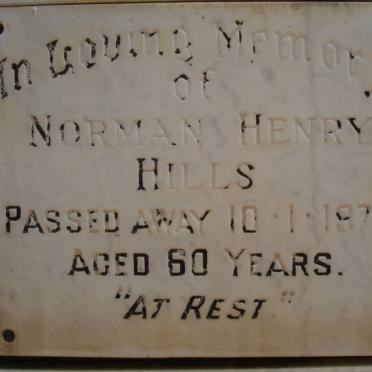 In Loving Memor
of
NORMAN HENRY
HILLS
PASSED AWAY 10·1·197
AGED 60 YEARS.
"AT REST."